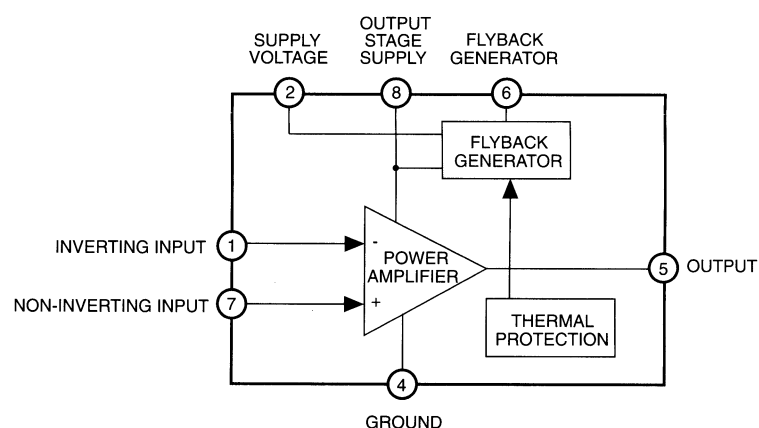 SUPPLY
VOLTAGE
OUTPUT
STAGE
SUPPLY
FLYBACK
GENERATOR
2
8
6
FLYBACK
GENERATOR
INVERTING INPUT
1
-
POWER
AMPLIFIER
5
OUTPUT
NON-INVERTING INPUT
7
+
THERMAL
PROTECTION
4
GROUND